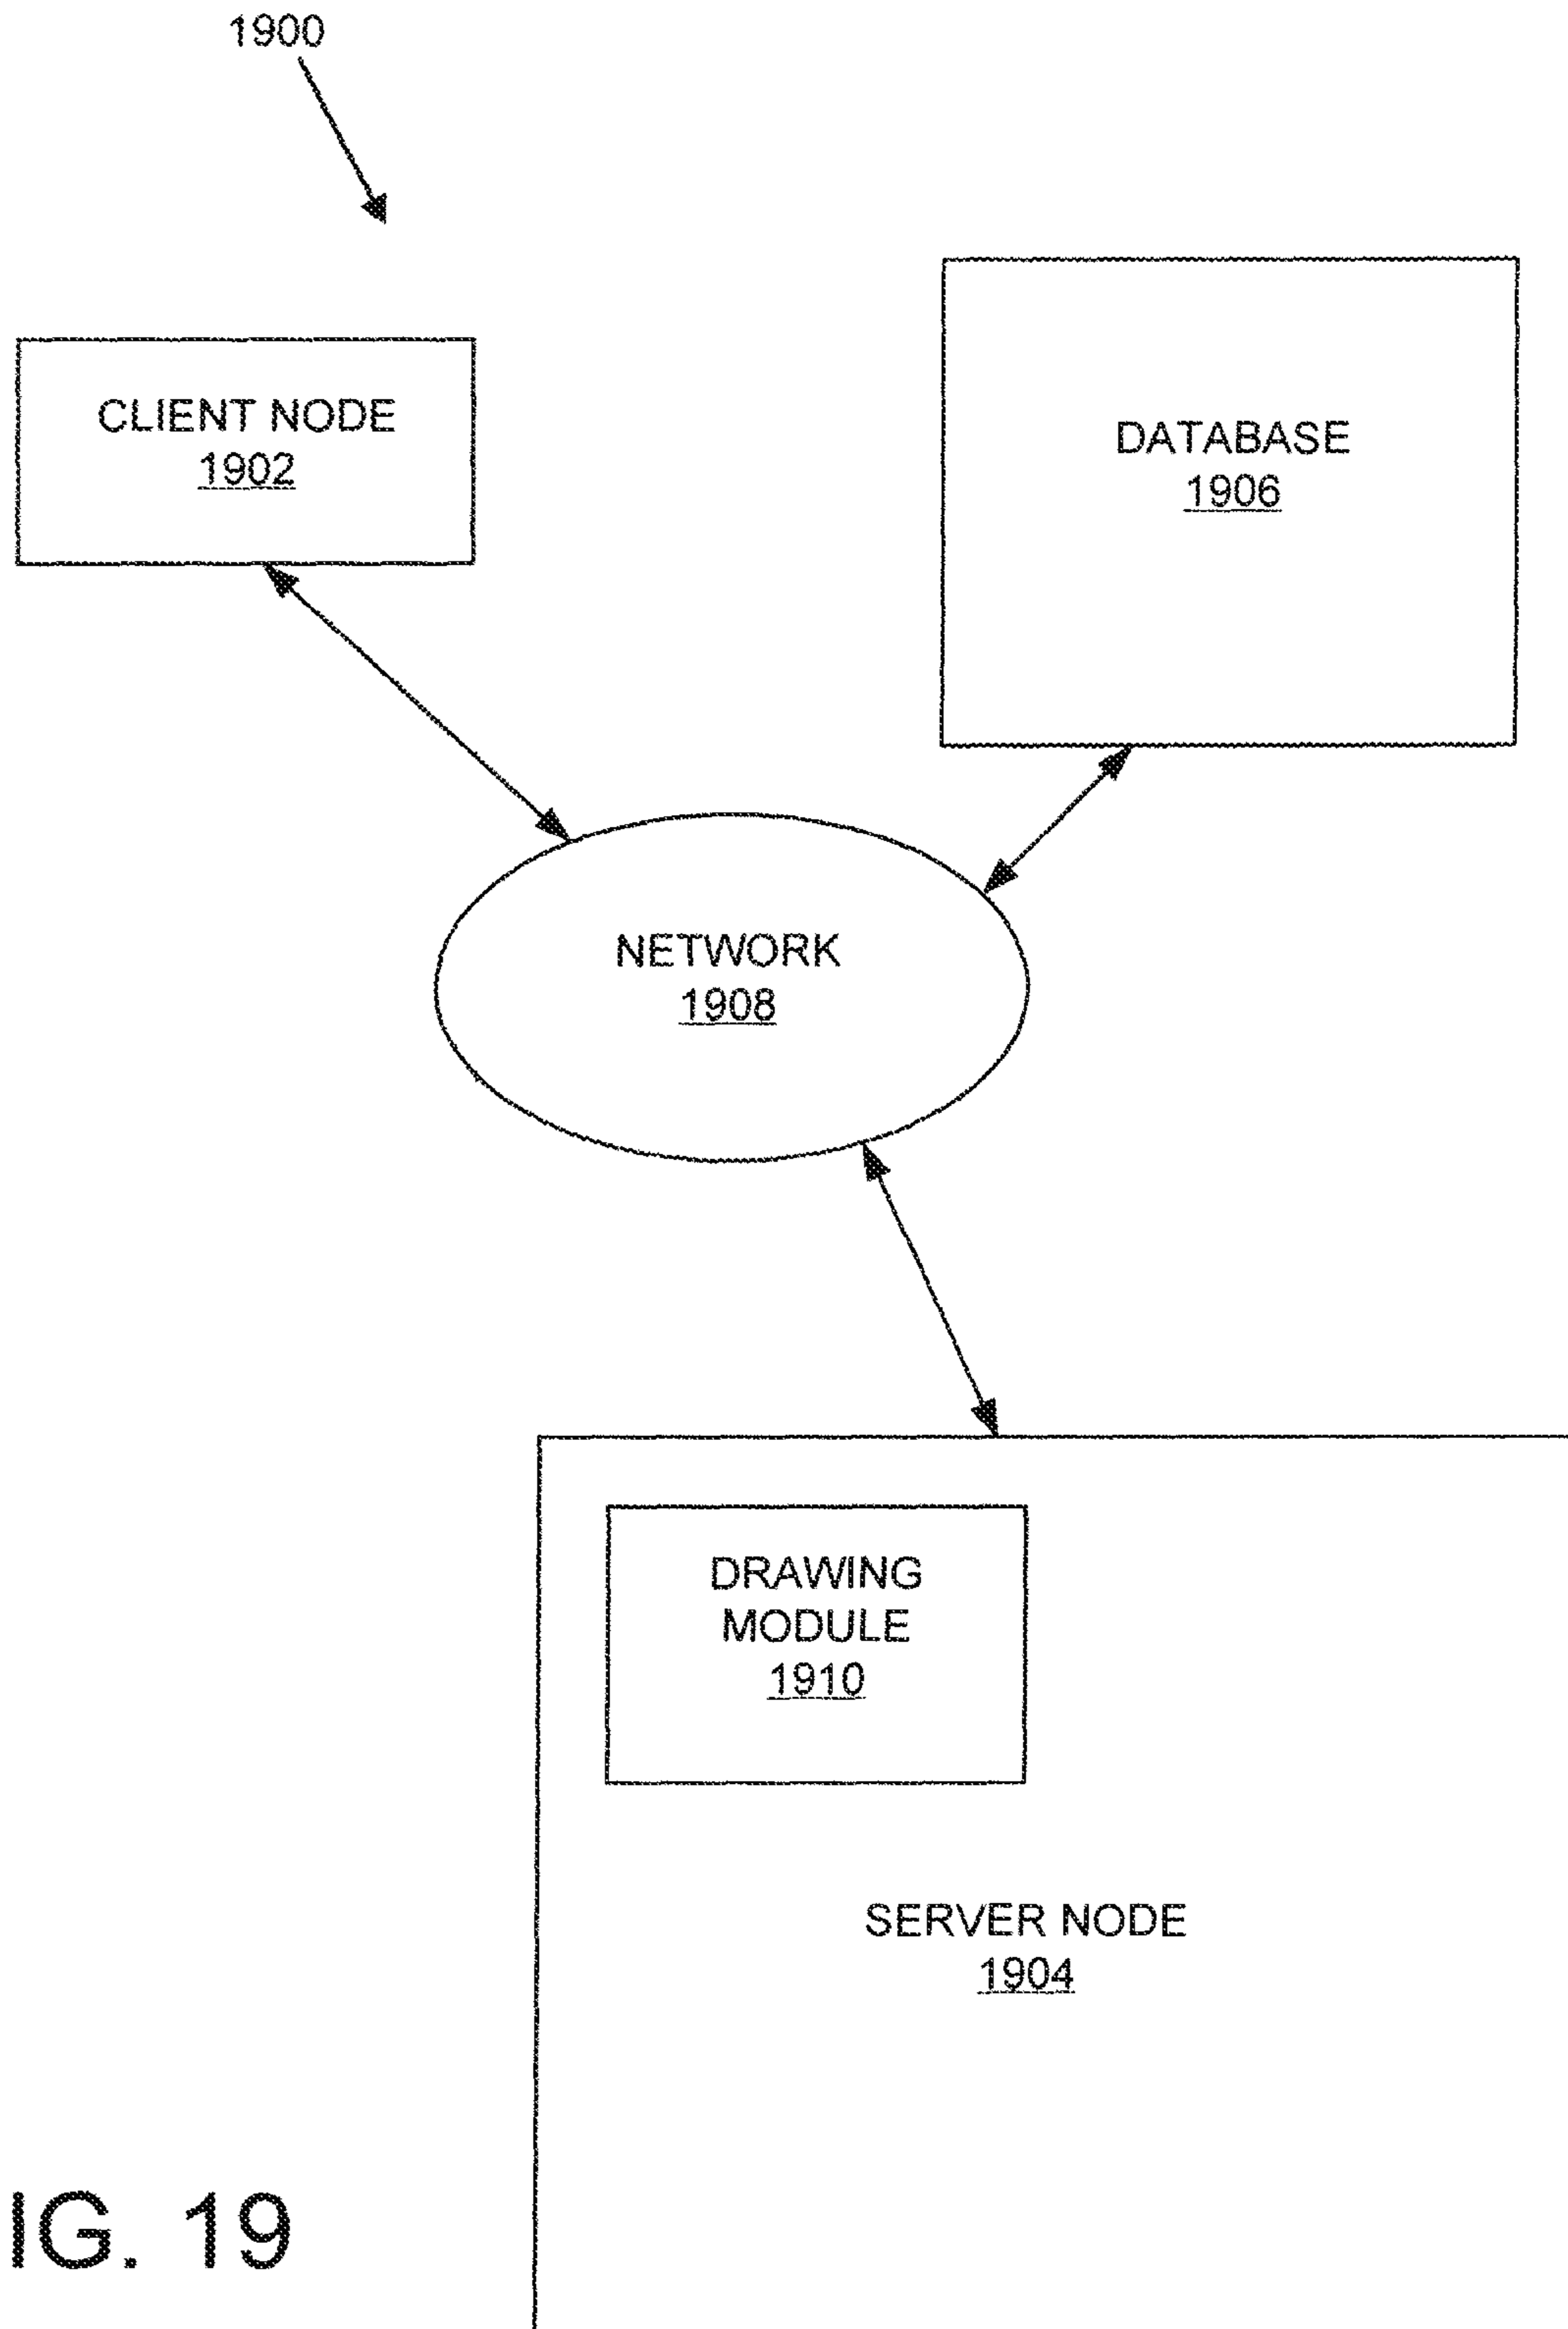 1900
CLIENT NODE
1902
DATABASE
1906
NETWORK
1908
DRAWING
MODULE
1910
SERVER NODE
1904
IG. 19